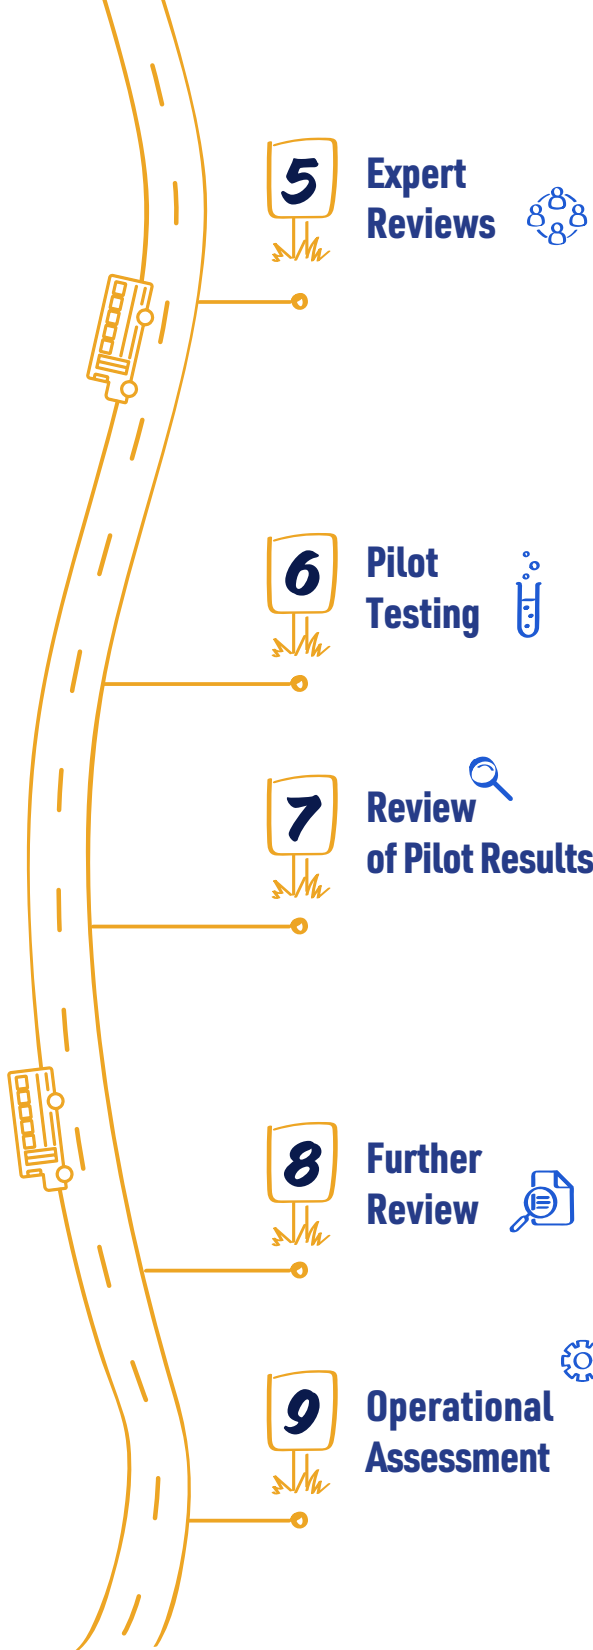 5
Expert
Reviews
6
Pilot
Testing
7
Review
of Pilot Results
8
Further
Review
9
Operational
Assessment